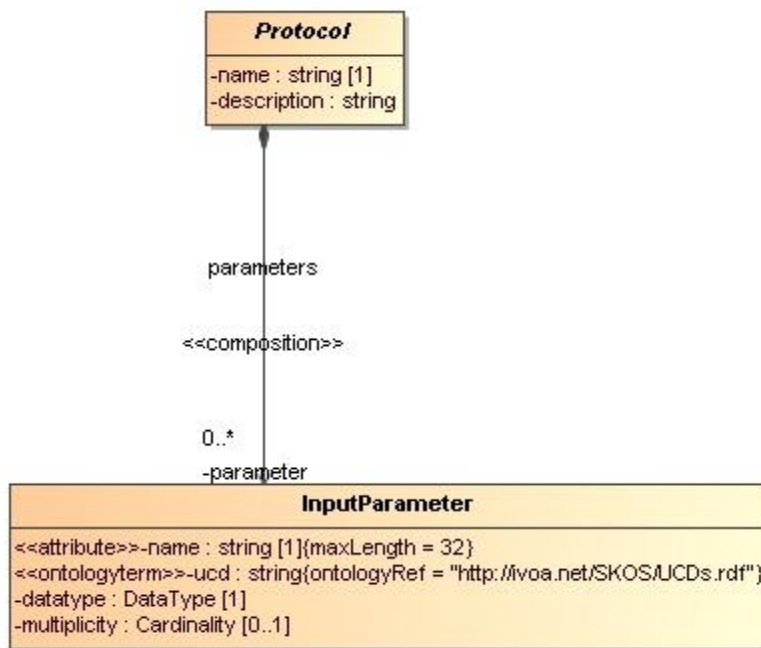 Protocol
-name : string [1]
-description : string
parameters
<<composition>>
0..*
-parameter
InputParameter
<<attribute>>-name : string [1]{maxLength = 32}
<<ontologyterm>>-ucd : string{ontologyRef = "http://ivoa.net/SKOS/UCDs.rdf"}
-datatype : DataType [1]
-multiplicity : Cardinality [0..1]